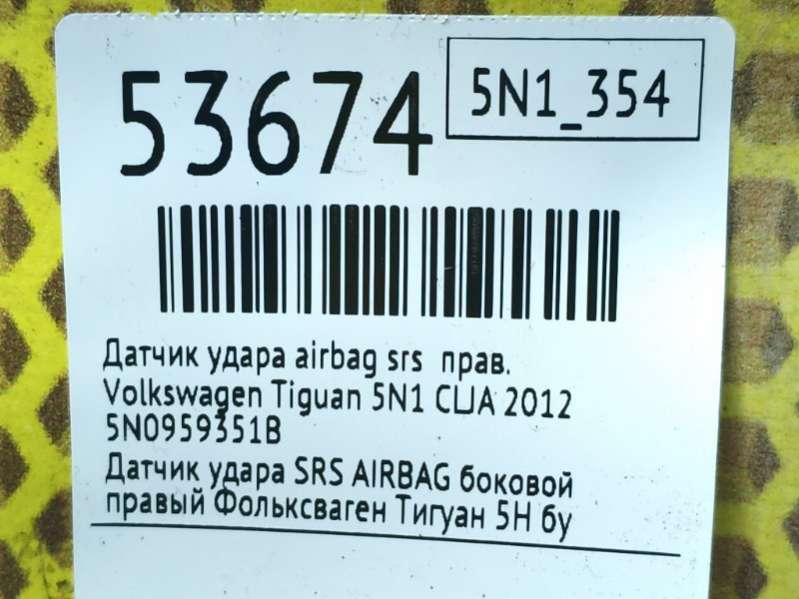 53674
5N1_354
Датчик удара airbag srs прав.
Volkswagen Tiguan 5N1 США 2012
5N0959351B
Датчик удара SRS AIRBAG боковой
правый Фольксваген Тигуан 5Н бу